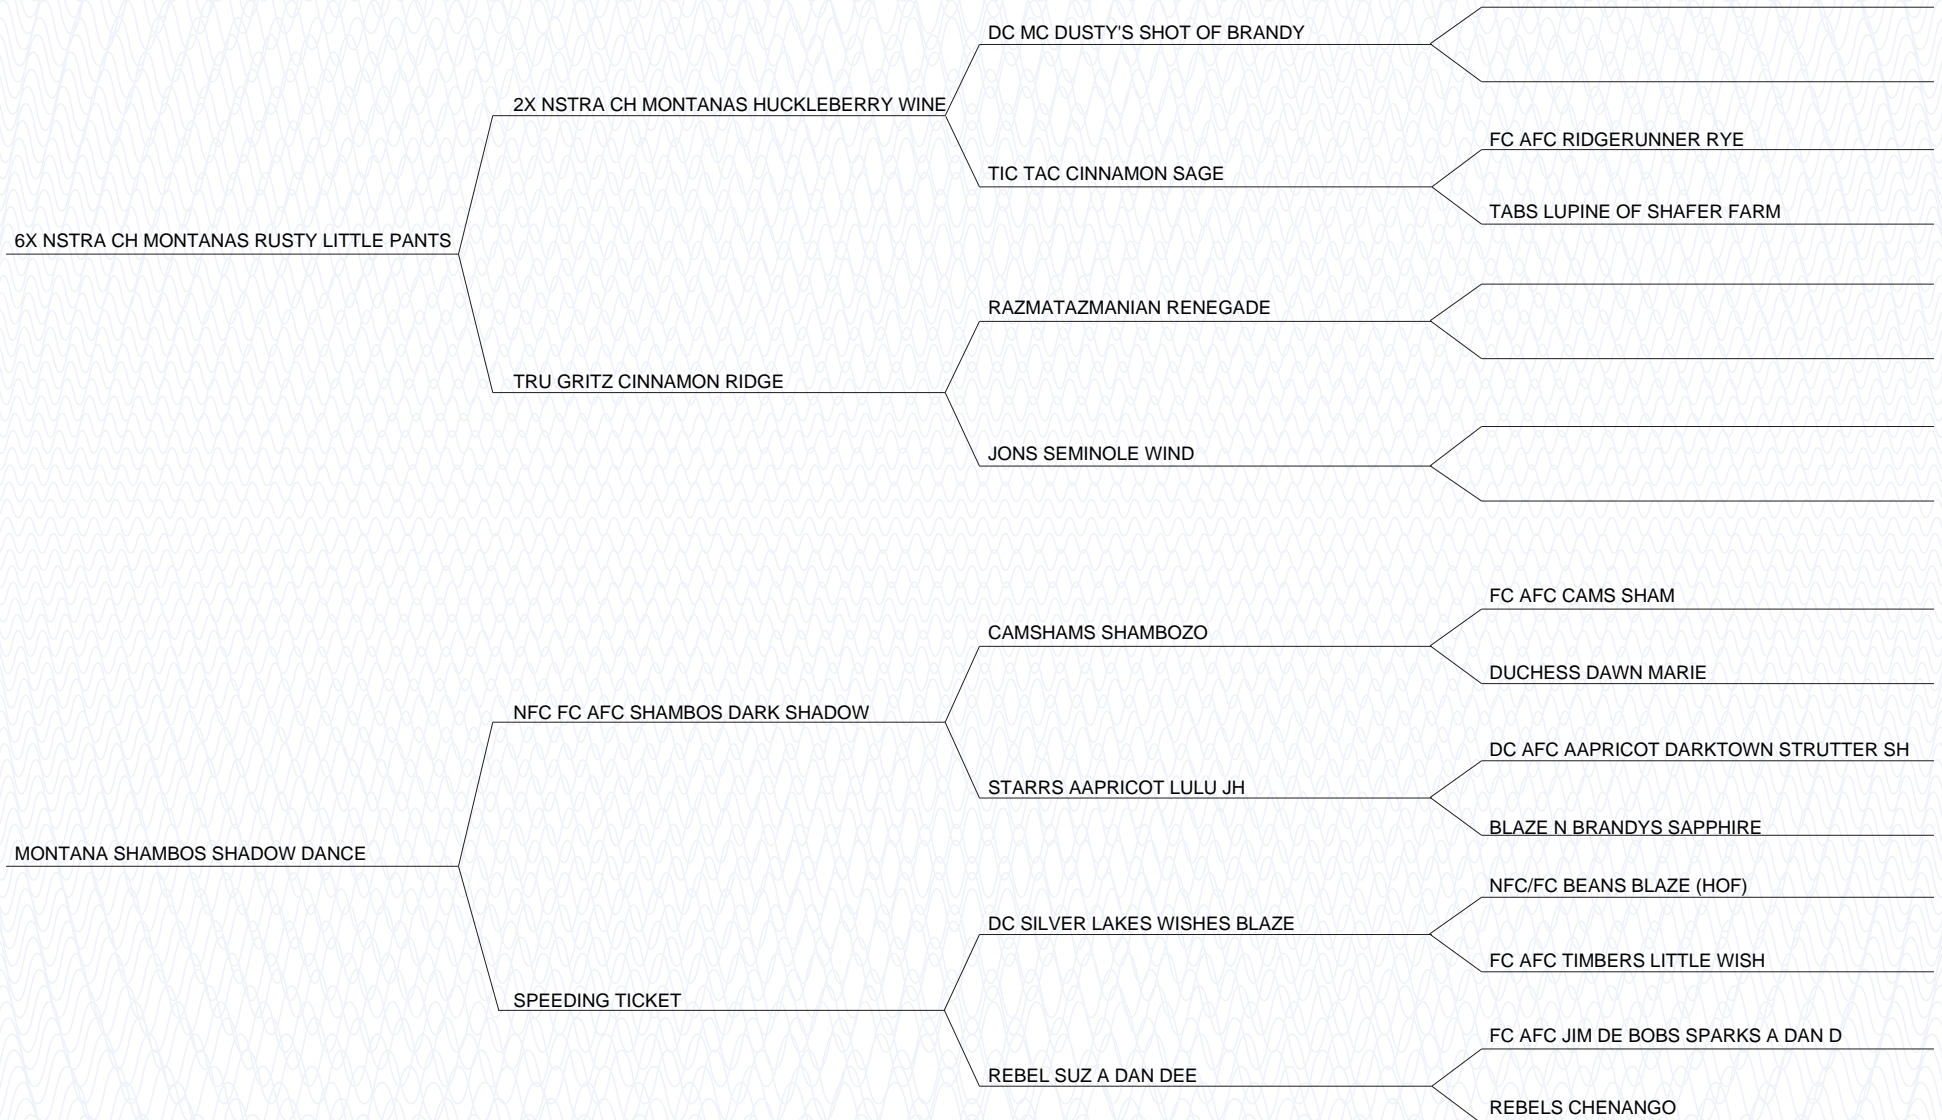 DC MC DUSTY'S SHOT OF BRANDY
2X NSTRA CH MONTANAS HUCKLEBERRY WINE
FC AFC RIDGERUNNER RYE
TIC TAC CINNAMON SAGE
TABS LUPINE OF SHAFER FARM
6X NSTRA CH MONTANAS RUSTY LITTLE PANTS
RAZMATAZMANIAN RENEGADE
TRU GRITZ CINNAMON RIDGE
JONS SEMINOLE WIND
FC AFC CAMS SHAM
CAMSHAMS SHAMBOZO
DUCHESS DAWN MARIE
NFC FC AFC SHAMBOS DARK SHADOW
DC AFC AAPRICOT DARKTOWN STRUTTER SH
STARRS AAPRICOT LULU JH
BLAZE N BRANDYS SAPPHIRE
MONTANA SHAMBOS SHADOW DANCE
NFC/FC BEANS BLAZE (HOF)
DC SILVER LAKES WISHES BLAZE
FC AFC TIMBERS LITTLE WISH
SPEEDING TICKET
FC AFC JIM DE BOBS SPARKS A DAN D
REBEL SUZ A DAN DEE
REBELS CHENANGO